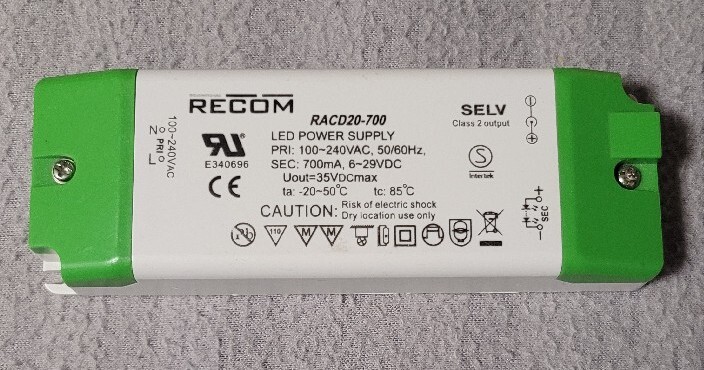 RECOM
RACD20-700
SELV
Class 2 output
100~240VAC
N
PRI
L
E340696
CE
LED POWER SUPPLY
PRI: 100~240VAC, 50/60Hz,
SEC: 700mA, 6~29VDC
Uout=35VDCmax
ta: -20~50℃ tc: 85℃
S
Intertek
CAUTION: Risk of electric shock
Dry location use only
+
SEC
-
Pb
110
M
M